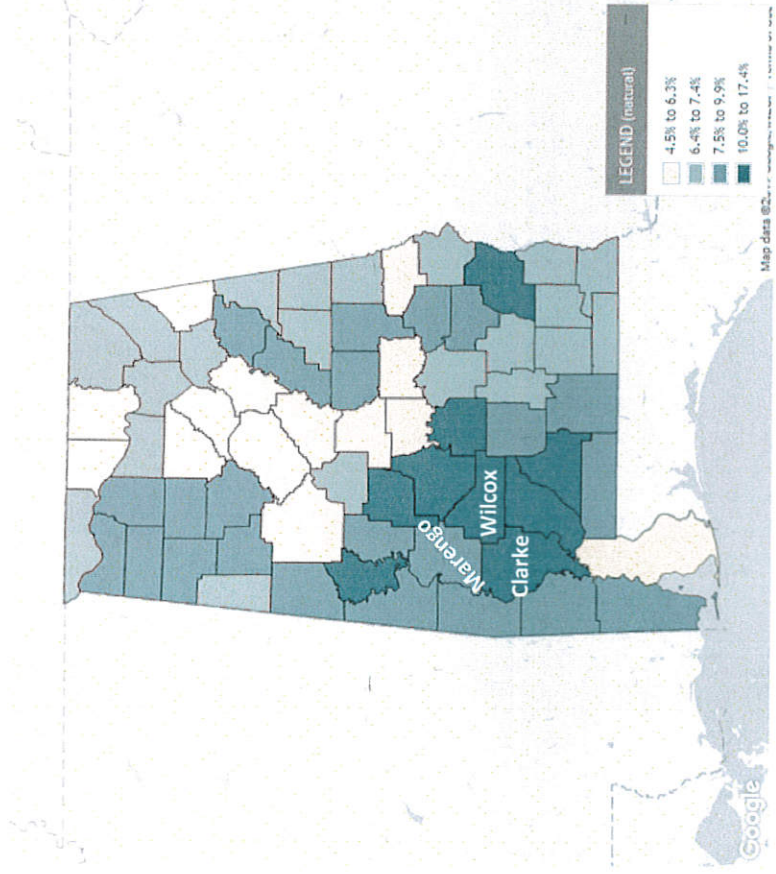 Marengo
Wilcox
Clarke
LEGEND (natural)
4.5% to 6.3%
6.4% to 7.4%
7.5% to 9.9%
10.0% to 17.4%
Map data
Google